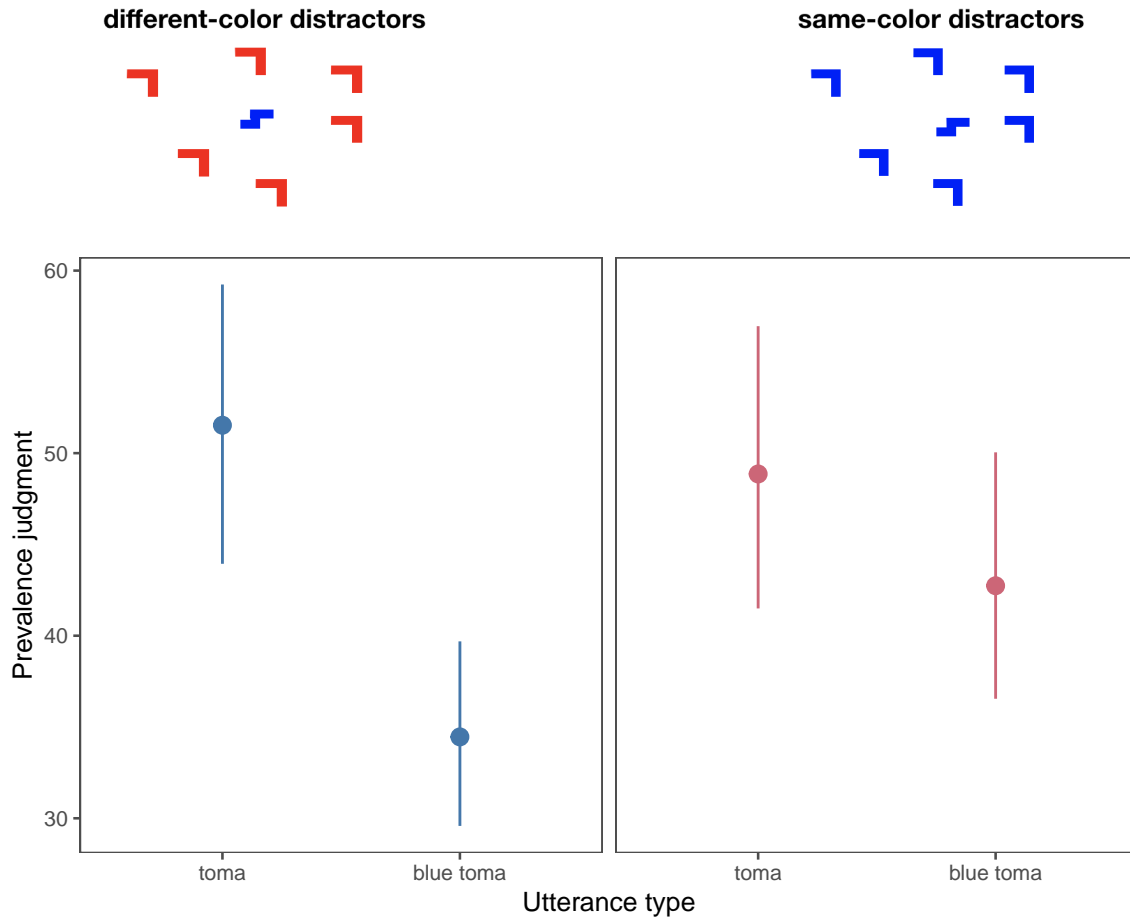 different-color distractors
same-color distractors
60
50
40
30
Prevalence judgment
toma
blue toma
toma
blue toma
Utterance type